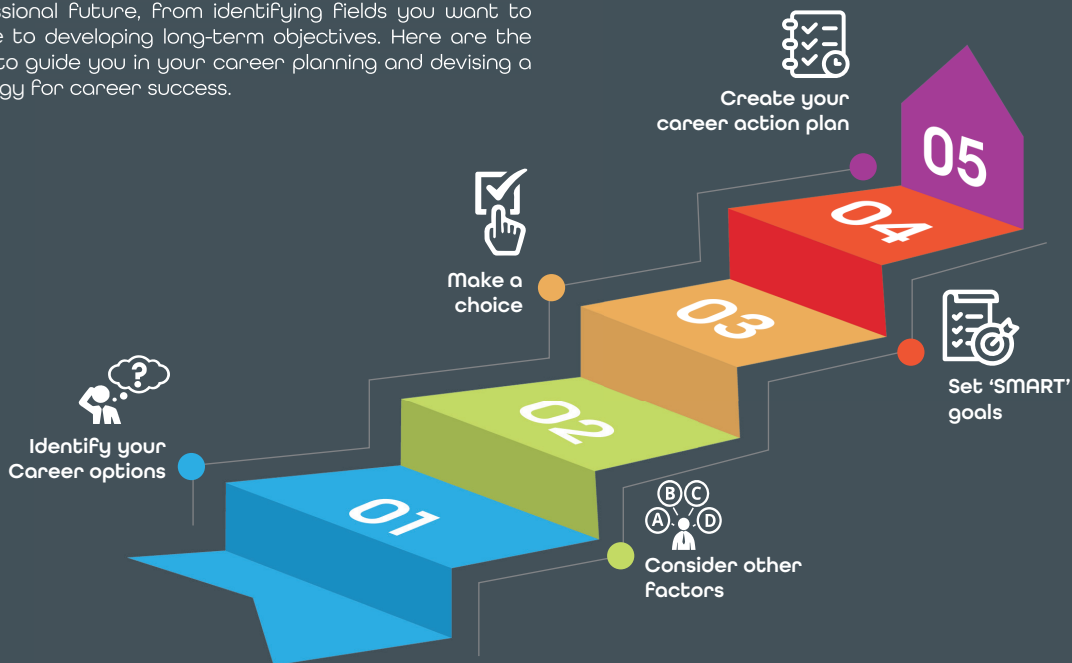 ssional future, from identifying fields you want to
e to developing long-term objectives. Here are the
to guide you in your career planning and devising a
gy for career success.
Create your
career action plan
05
04
Make a
choice
03
Set ‘SMART’
goals
?
02
Identify your
Career options
01
B C
A D
Consider other
factors